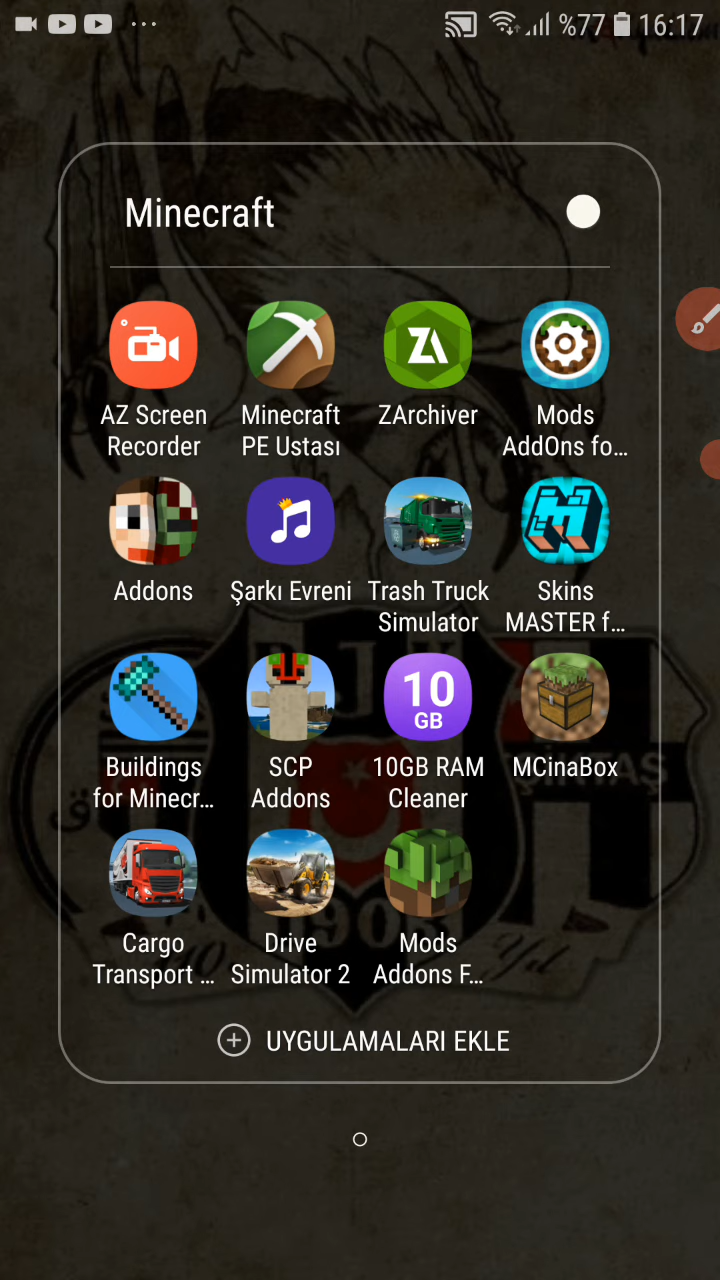 %77 16:17
Minecraft
AZ Screen Recorder
Minecraft PE Ustası
ZArchiver
Mods AddOns fo...
Addons
Şarkı Evreni
Trash Truck Simulator
Skins MASTER f...
10 GB
Buildings for Minecr...
SCP Addons
10GB RAM Cleaner
MCinaBox
Cargo Transport ...
Drive Simulator 2
Mods Addons F...
UYGULAMALARI EKLE